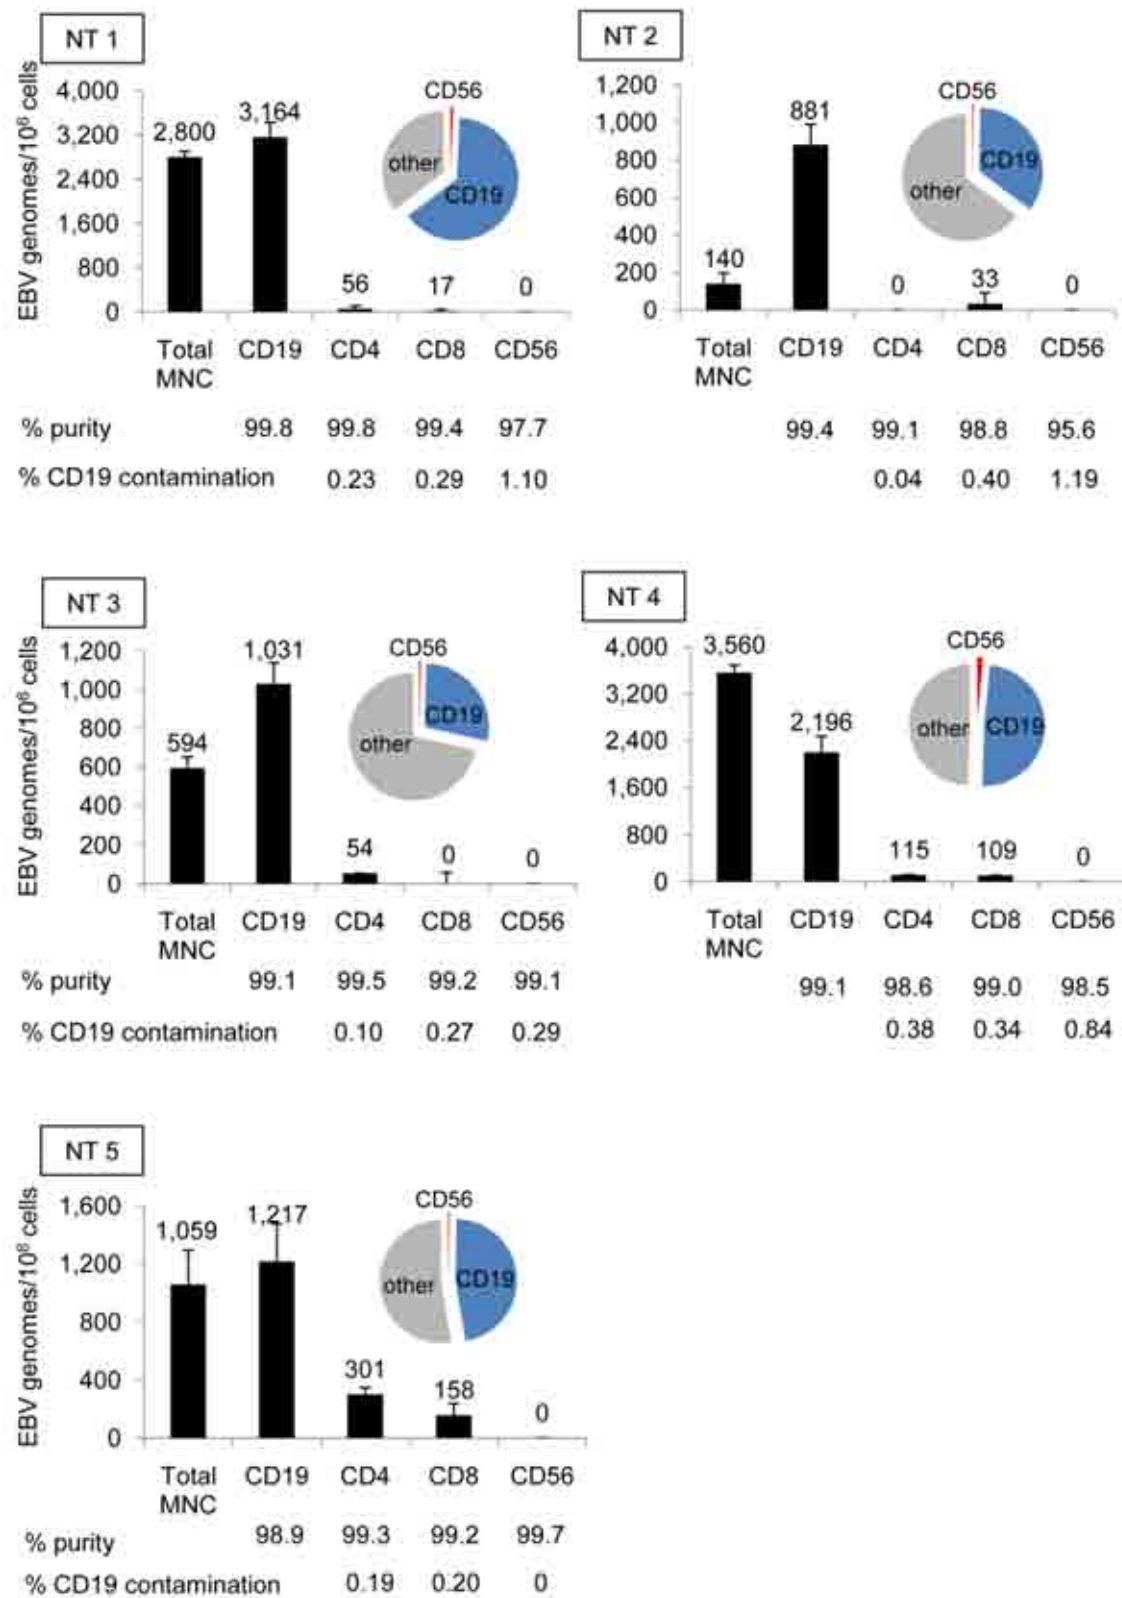 NT 1
EBV genomes/10⁶ cells
4,000
3,200
2,400
1,600
800
0
2,800
3,164
56
17
0
CD56
other
CD19
Total MNC CD19 CD4 CD8 CD56
% purity 99.8 99.8 99.4 97.7
% CD19 contamination 0.23 0.29 1.10
NT 2
1,200
1,000
800
600
400
200
0
140
881
0
33
0
CD56
CD19
other
Total MNC CD19 CD4 CD8 CD56
99.4 99.1 98.8 95.6
0.04 0.40 1.19
NT 3
EBV genomes/10⁶ cells
1,200
1,000
800
600
400
200
0
594
1,031
54
0
0
CD56
CD19
other
Total MNC CD19 CD4 CD8 CD56
% purity 99.1 99.5 99.2 99.1
% CD19 contamination 0.10 0.27 0.29
NT 4
4,000
3,200
2,400
1,600
800
0
3,560
2,196
115
109
0
CD56
other
CD19
Total MNC CD19 CD4 CD8 CD56
99.1 98.6 99.0 98.5
0.38 0.34 0.84
NT 5
EBV genomes/10⁶ cells
1,600
1,200
800
400
0
1,059
1,217
301
158
0
CD56
other
CD19
Total MNC CD19 CD4 CD8 CD56
% purity 98.9 99.3 99.2 99.7
% CD19 contamination 0.19 0.20 0